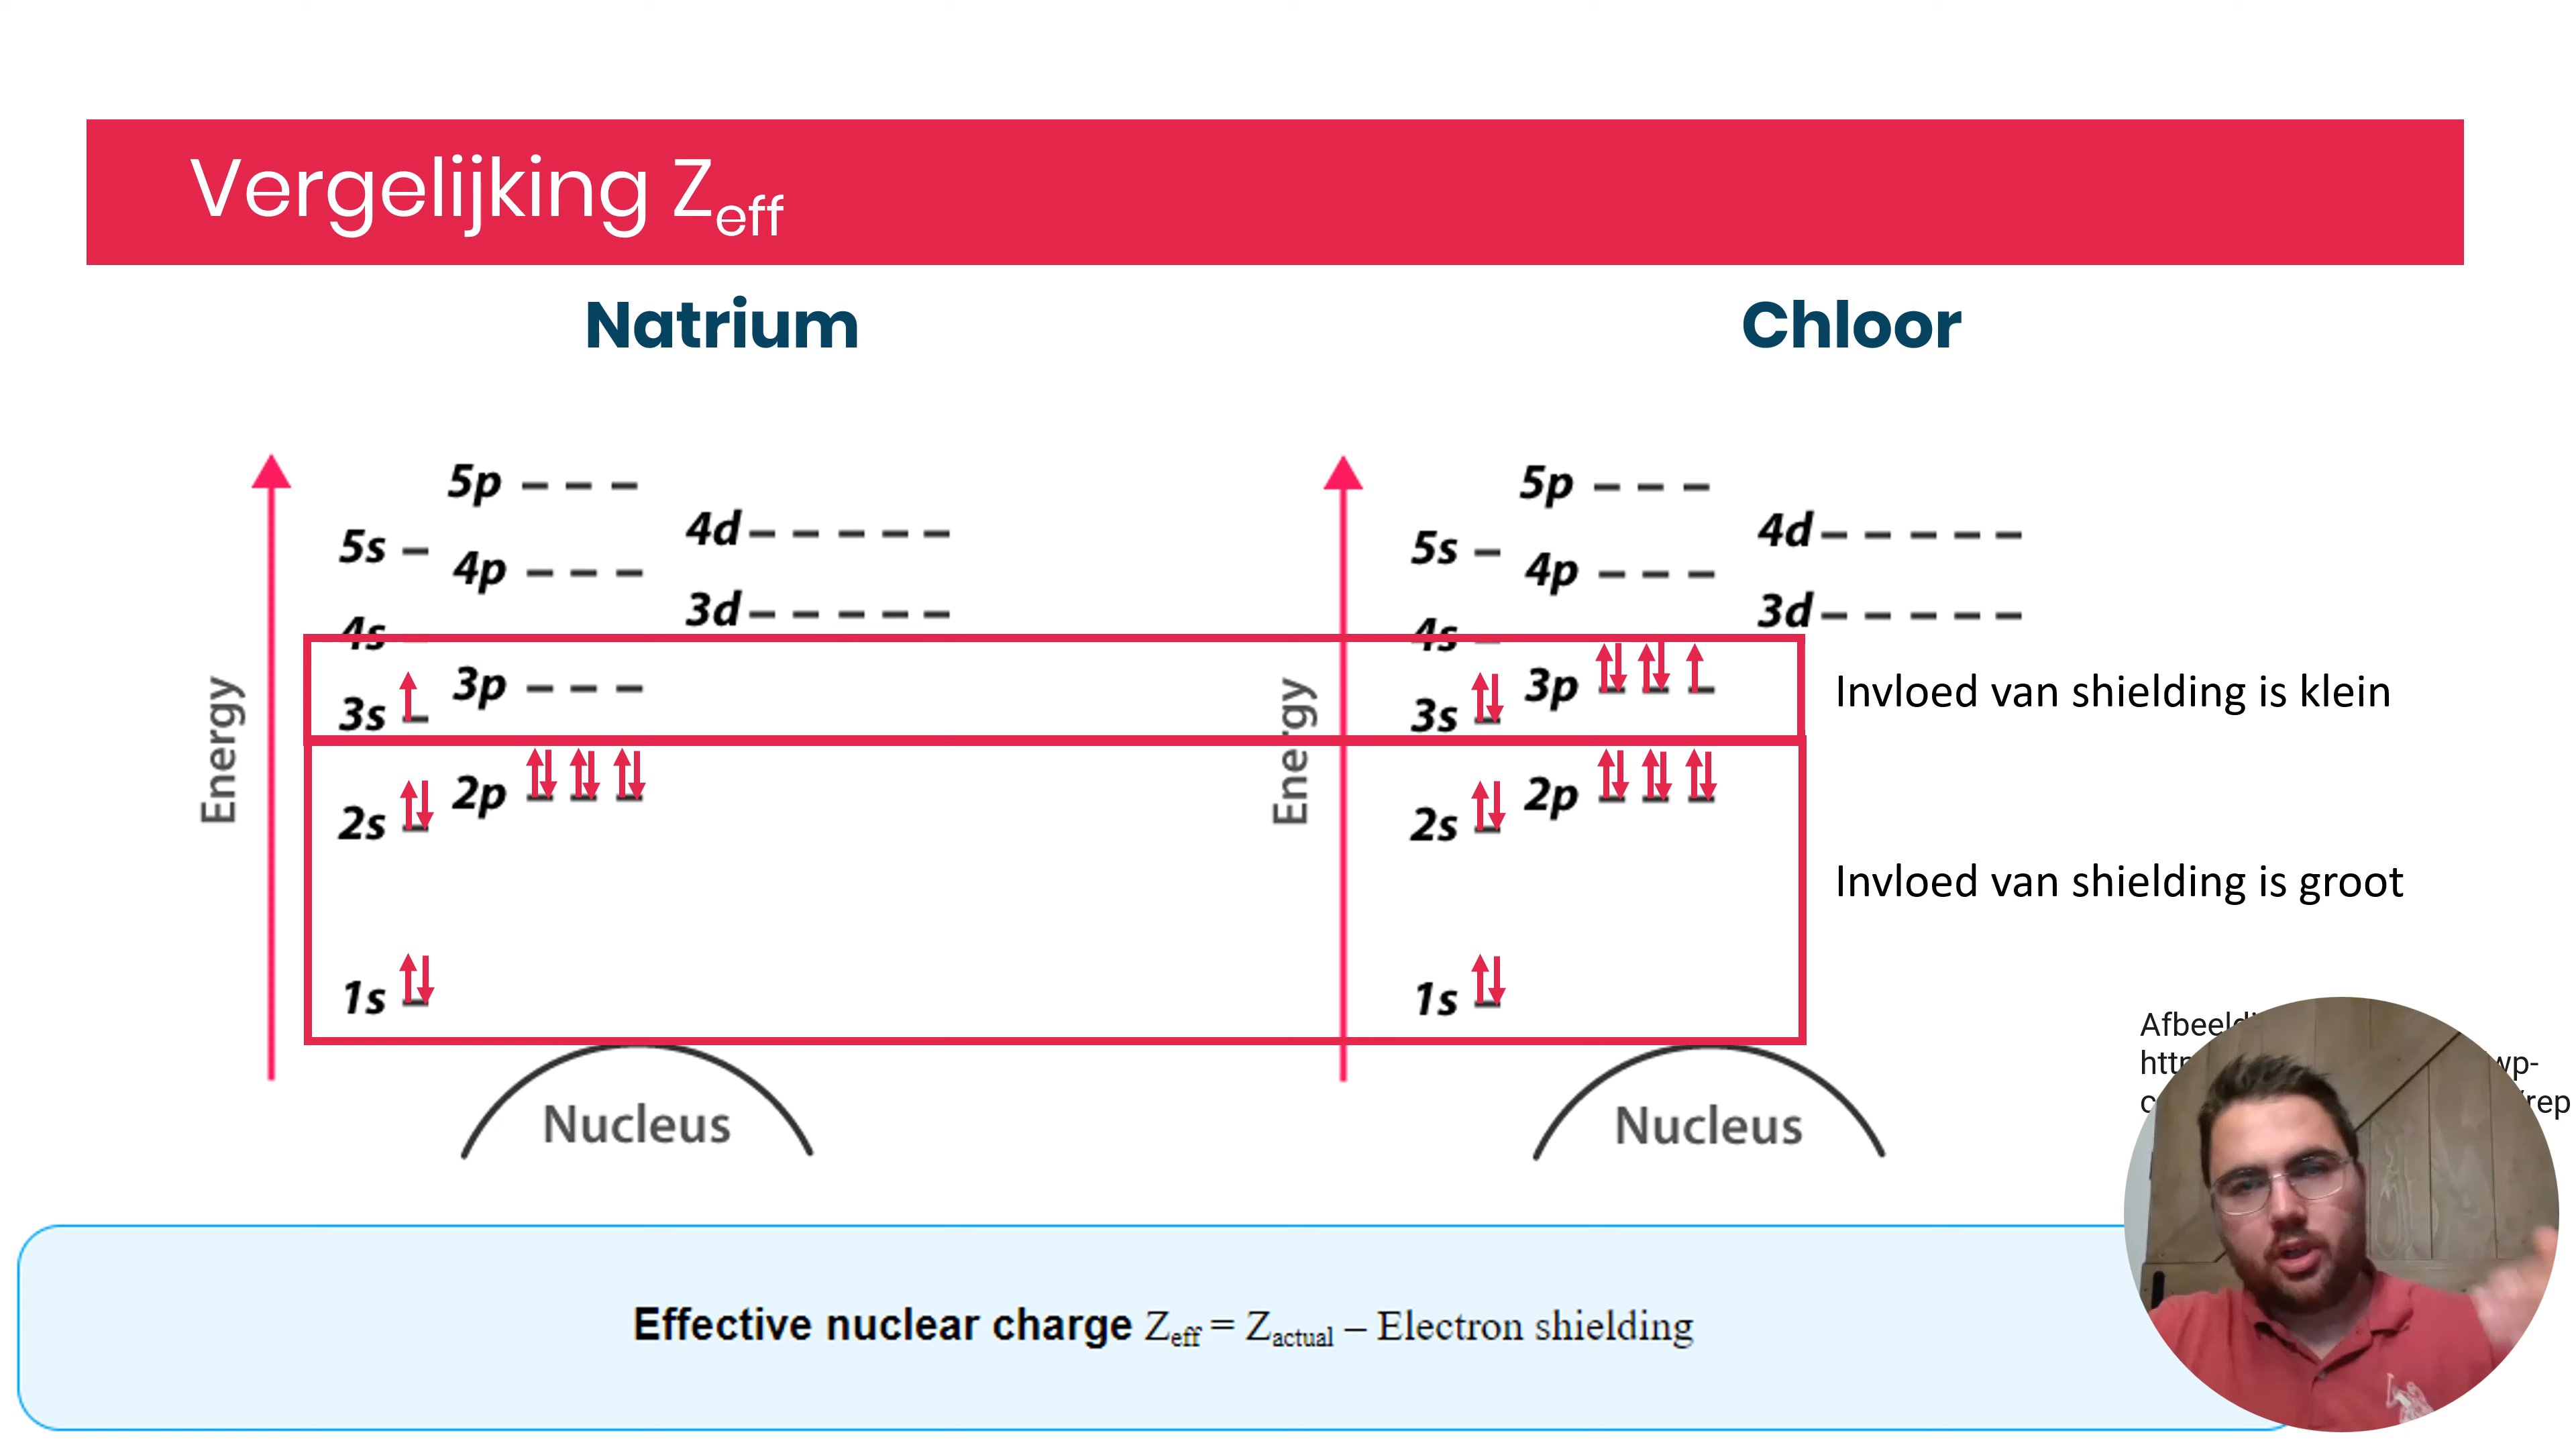 Vergelijking Zeff
Natrium
Chloor
5p
4d
5s
4p
3d
4s
3p
3s
2p
2s
1s
Energy
Nucleus
5p
4d
5s
4p
3d
4s
3p
3s
2p
2s
1s
Energy
Nucleus
Invloed van shielding is klein
Invloed van shielding is groot
wp-
Effective nuclear charge Zeff = Zactual – Electron shielding